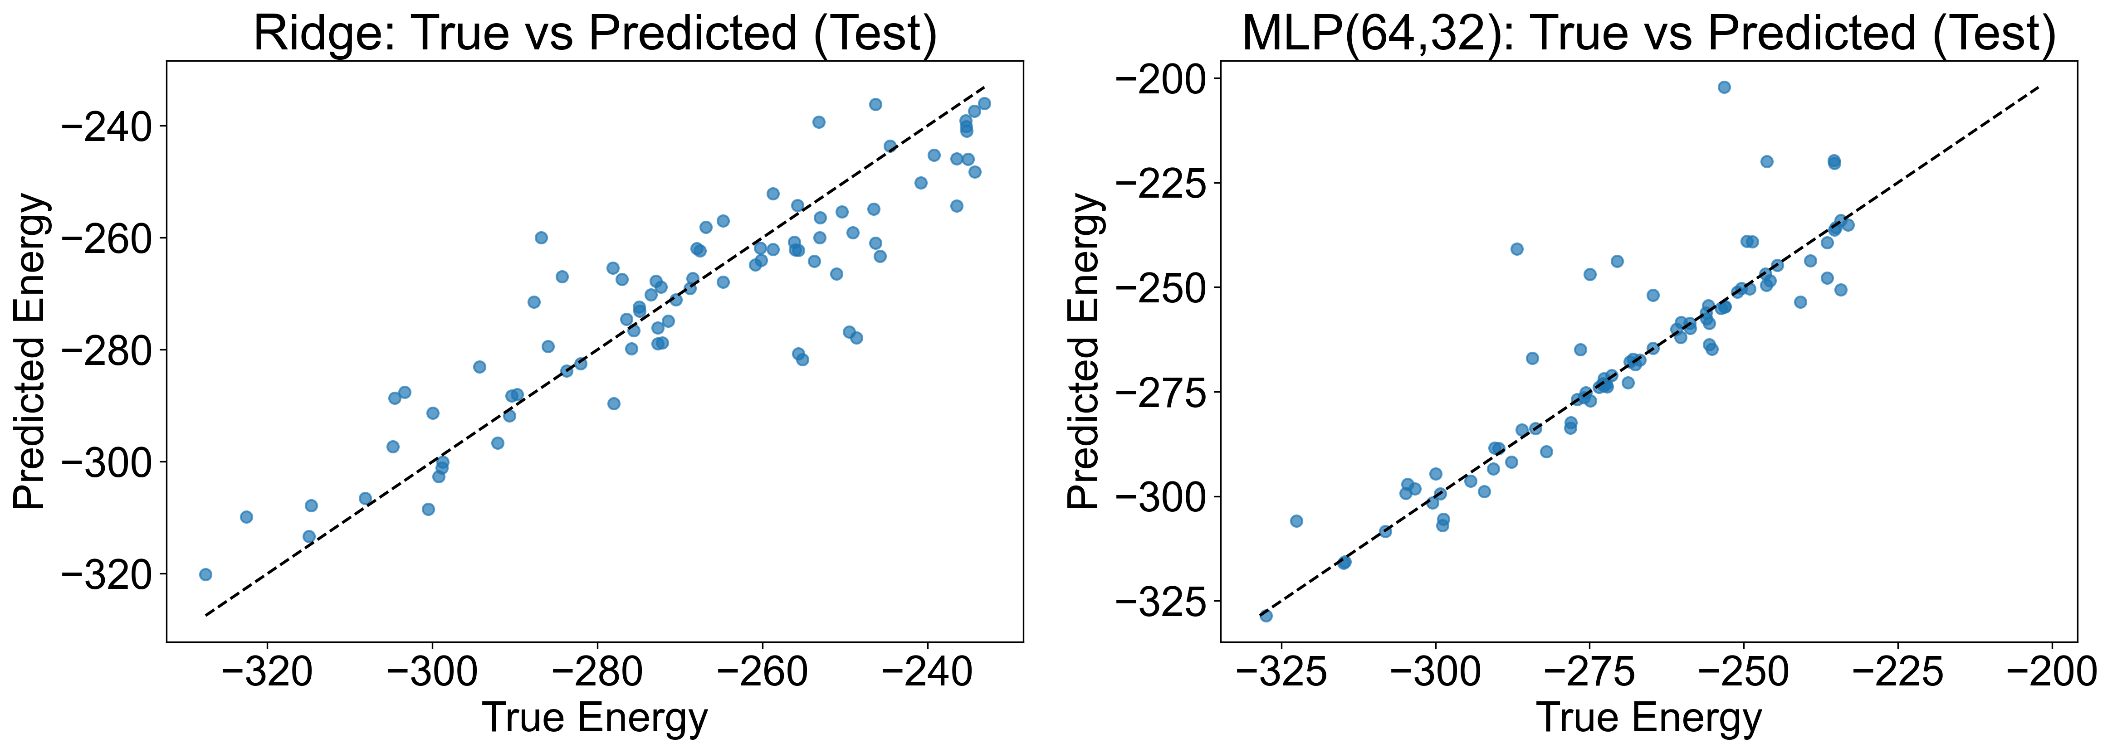 Ridge: True vs Predicted (Test)
Predicted Energy
−240
−260
−280
−300
−320
−320 −300 −280 −260 −240
True Energy
MLP(64,32): True vs Predicted (Test)
Predicted Energy
−200
−225
−250
−275
−300
−325
−325 −300 −275 −250 −225 −200
True Energy